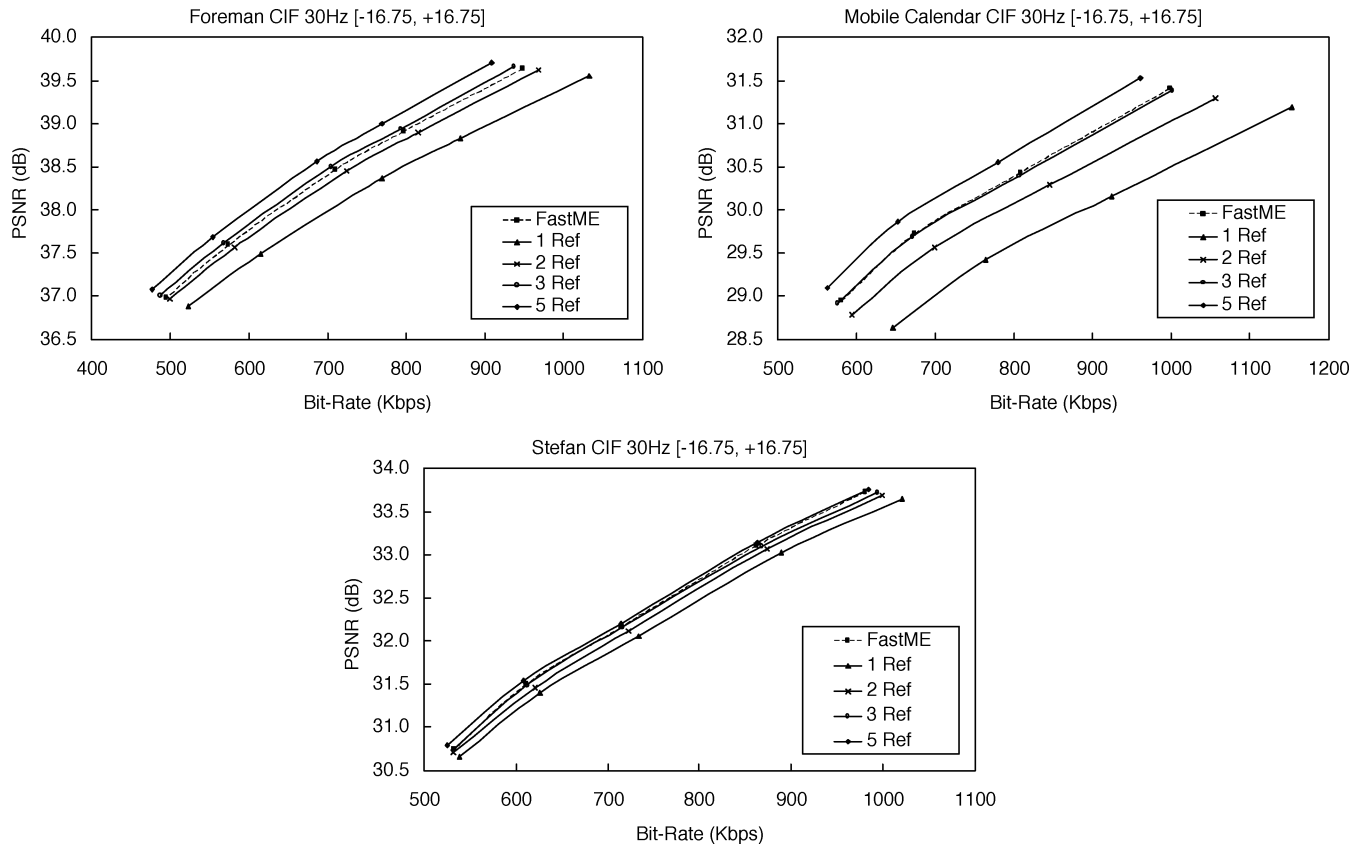 Foreman CIF 30Hz [-16.75, +16.75]
40.0
39.5
39.0
38.5
38.0
37.5
37.0
36.5
PSNR (dB)
400 500 600 700 800 900 1000 1100
Bit-Rate (Kbps)
FastME
1 Ref
2 Ref
3 Ref
5 Ref
Mobile Calendar CIF 30Hz [-16.75, +16.75]
32.0
31.5
31.0
30.5
30.0
29.5
29.0
28.5
PSNR (dB)
500 600 700 800 900 1000 1100 1200
Bit-Rate (Kbps)
FastME
1 Ref
2 Ref
3 Ref
5 Ref
Stefan CIF 30Hz [-16.75, +16.75]
34.0
33.5
33.0
32.5
32.0
31.5
31.0
30.5
PSNR (dB)
500 600 700 800 900 1000 1100
Bit-Rate (Kbps)
FastME
1 Ref
2 Ref
3 Ref
5 Ref